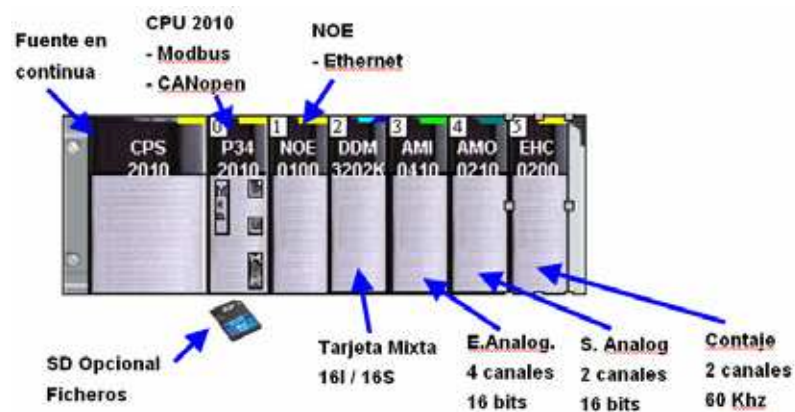 Fuente en
continua
CPU 2010
- Modbus
- CANopen
NOE
- Ethernet
CPS
2010
0
P34
2010
1
NOE
0100
2
DDM
3202K
3
AMI
0410
4
AMO
0210
5
EHC
0200
SD Opcional
Ficheros
Tarjeta Mixta
16I / 16S
E.Analog.
4 canales
16 bits
S. Analog
2 canales
16 bits
Contaje
2 canales
60 Khz